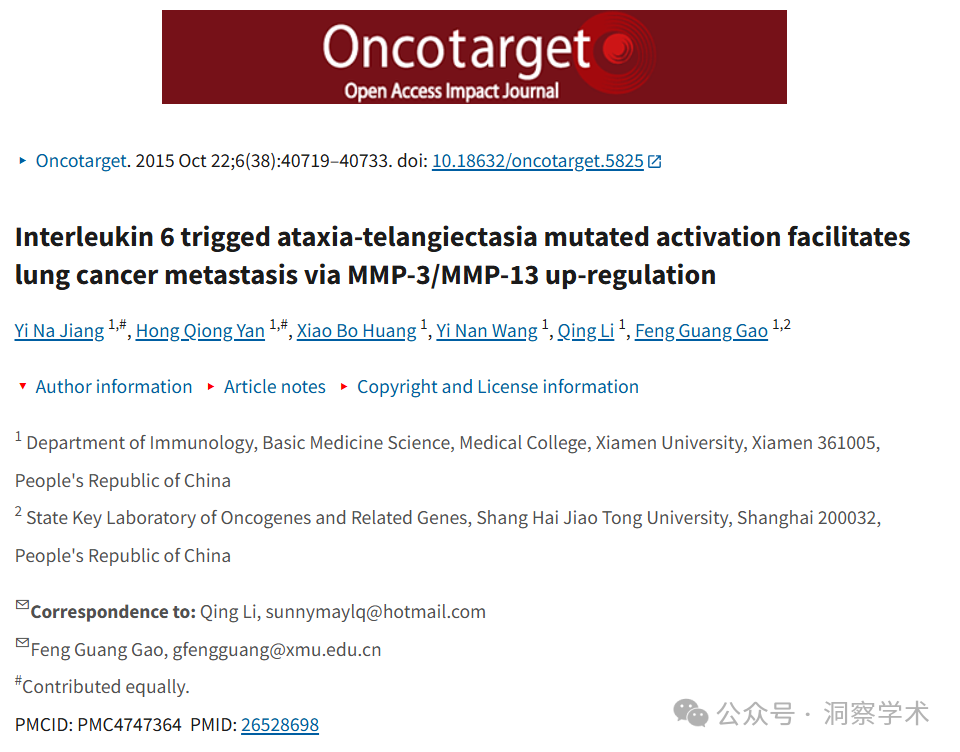 Oncotarget
Open Access Impact Journal
Oncotarget. 2015 Oct 22;6(38):40719–40733. doi: 10.18632/oncotarget.5825
Interleukin 6 trigged ataxia-telangiectasia mutated activation facilitates
lung cancer metastasis via MMP-3/MMP-13 up-regulation
Yi Na Jiang 1,#, Hong Qiong Yan 1,#, Xiao Bo Huang 1, Yi Nan Wang 1, Qing Li 1, Feng Guang Gao 1,2
Author information Article notes Copyright and License information
1 Department of Immunology, Basic Medicine Science, Medical College, Xiamen University, Xiamen 361005,
People's Republic of China
2 State Key Laboratory of Oncogenes and Related Genes, Shang Hai Jiao Tong University, Shanghai 200032,
People's Republic of China
Correspondence to: Qing Li, sunnymaylq@hotmail.com
Feng Guang Gao, gfengguang@xmu.edu.cn
#Contributed equally.
PMCID: PMC4747364 PMID: 26528698
公众号 · 洞察学术